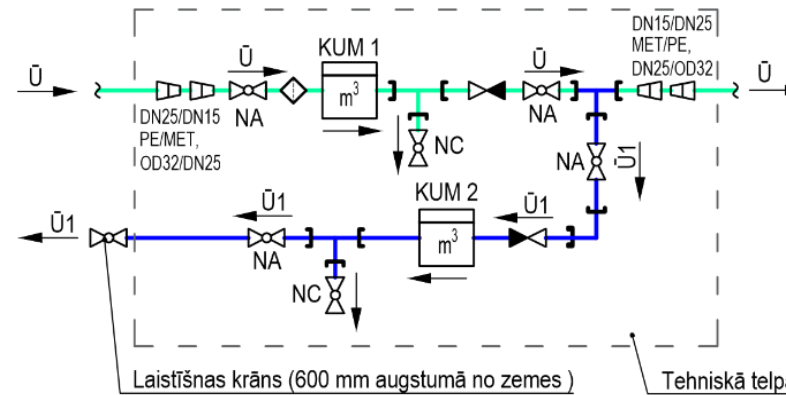 DN15/DN25
MET/PE,
DN25/OD32
KUM 1
Ū
Ū
Ū
Ū
m³
DN25/DN15
PE/MET,
OD32/DN25
NA
NA
NC
NA
Ū1
KUM 2
Ū1
Ū1
Ū1
m³
NA
NC
Laistīšnas krāns (600 mm augstumā no zemes )
Tehniskā telpa